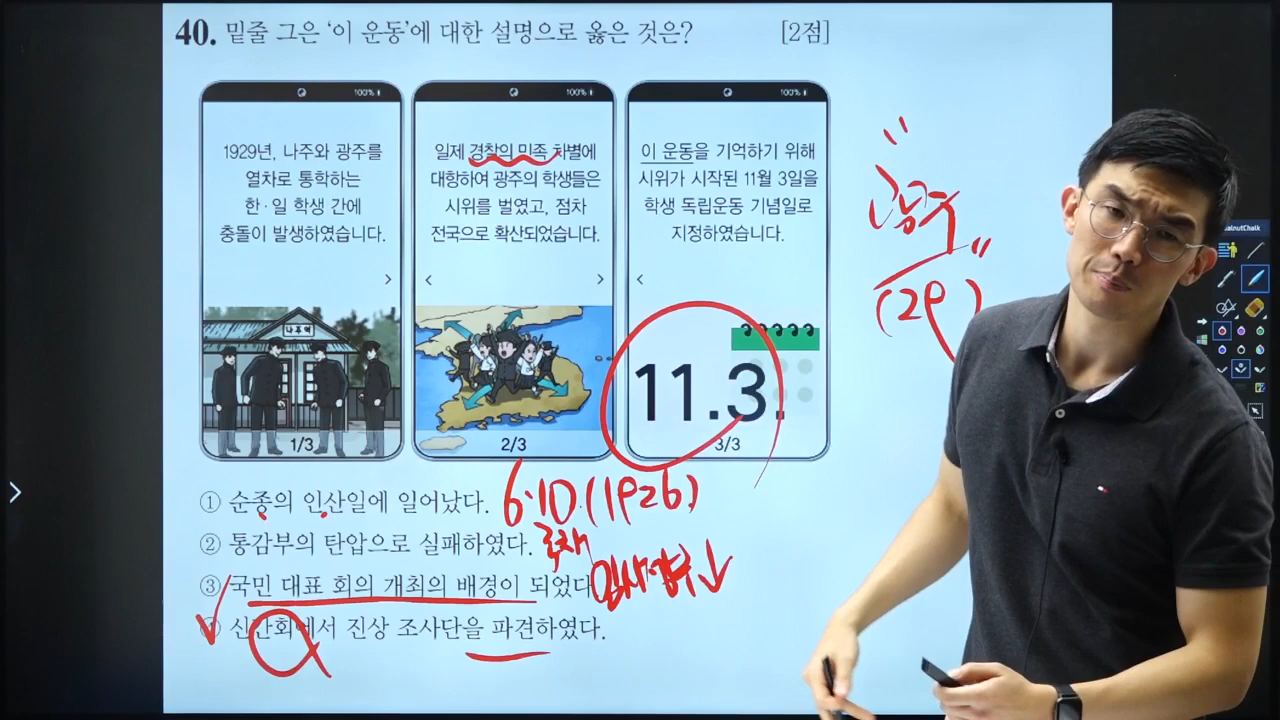 40. 밑줄 그은 '이 운동'에 대한 설명으로 옳은 것은? [2점]
100%
1929년, 나주와 광주를
열차로 통학하는
한·일 학생 간에
충돌이 발생하였습니다.
나주역
1/3
100%
일제 경찰의 민족 차별에
대항하여 광주의 학생들은
시위를 벌였고, 점차
전국으로 확산되었습니다.
2/3
100%
이 운동을 기억하기 위해
시위가 시작된 11월 3일을
학생 독립운동 기념일로
지정하였습니다.
11.3.
3/3
"광주"
(29)
① 순종의 인산일에 일어났다.
6·10 (1926)
② 통감부의 탄압으로 실패하였다.
국채
③ 국민 대표 회의 개최의 배경이 되었다
임시정부↓
④ 신간회에서 진상 조사단을 파견하였다.
WalnutChalk